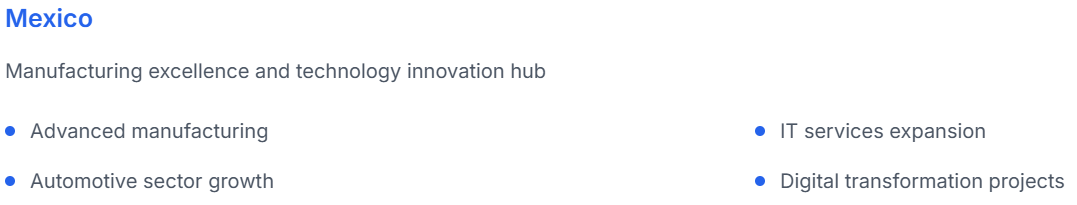 Mexico
Manufacturing excellence and technology innovation hub
Advanced manufacturing
IT services expansion
Automotive sector growth
Digital transformation projects